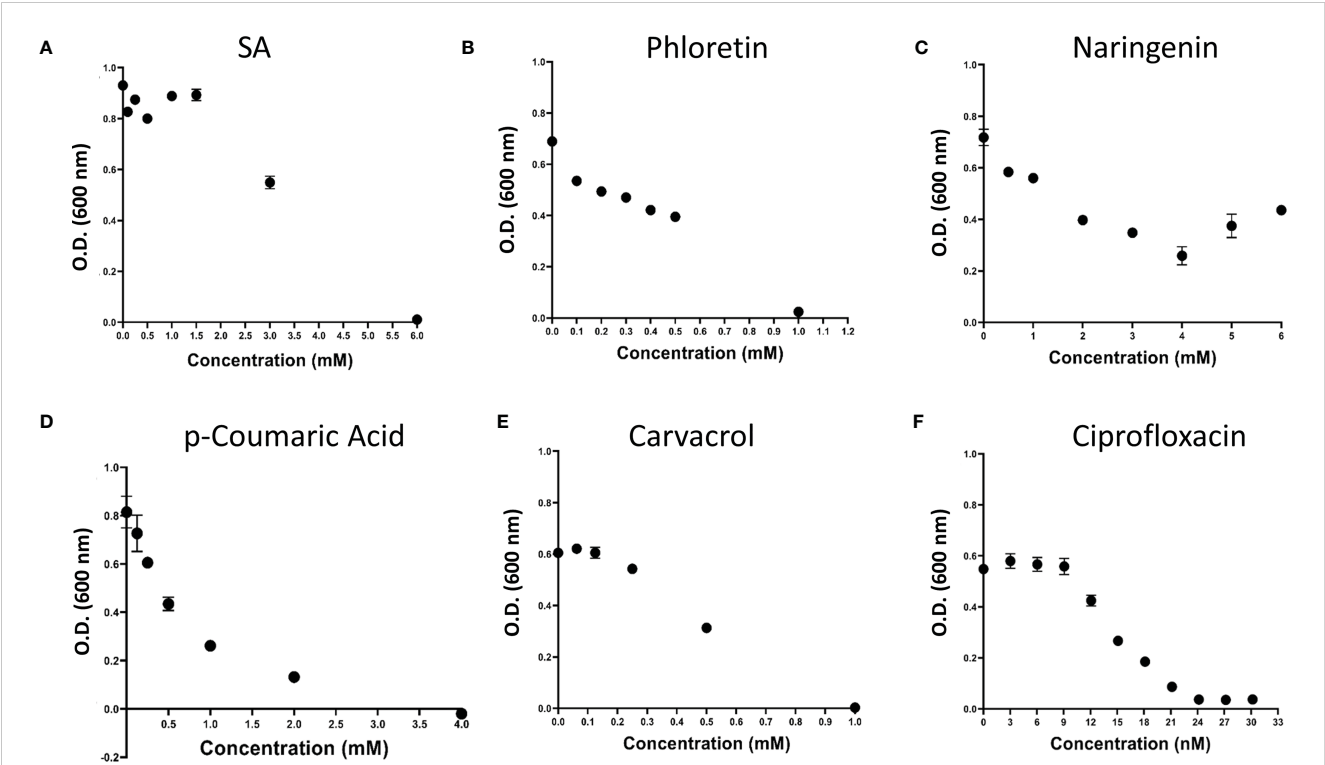 A
SA
O.D. (600 nm)
1.0
0.8
0.6
0.4
0.2
0.0
0.0 0.5 1.0 1.5 2.0 2.5 3.0 3.5 4.0 4.5 5.0 5.5 6.0
Concentration (mM)
B
Phloretin
O.D. (600 nm)
1.0
0.8
0.6
0.4
0.2
0.0
0.0 0.1 0.2 0.3 0.4 0.5 0.6 0.7 0.8 0.9 1.0 1.1 1.2
Concentration (mM)
C
Naringenin
O.D. (600 nm)
1.0
0.8
0.6
0.4
0.2
0.0
0 1 2 3 4 5 6
Concentration (mM)
D
p-Coumaric Acid
O.D. (600 nm)
1.0
0.8
0.6
0.4
0.2
0.0
-0.2
0.5 1.0 1.5 2.0 2.5 3.0 3.5 4.0
Concentration (mM)
E
Carvacrol
O.D. (600 nm)
1.0
0.8
0.6
0.4
0.2
0.0
0.0 0.1 0.2 0.3 0.4 0.5 0.6 0.7 0.8 0.9 1.0
Concentration (mM)
F
Ciprofloxacin
O.D. (600 nm)
1.0
0.8
0.6
0.4
0.2
0.0
0 3 6 9 12 15 18 21 24 27 30 33
Concentration (nM)